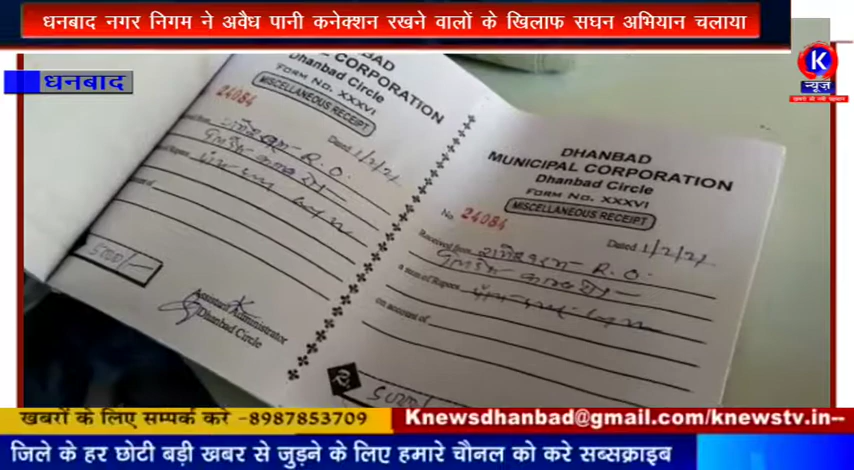 धनबाद नगर निगम ने अवैध पानी कनेक्शन रखने वालों के खिलाफ सघन अभियान चलाया
धनबाद
K
न्यूज़
BAD
CORPORATION
Dhanbad Circle
FORM NO. XXXVI
MISCELLANEOUS RECEIPT
24084
Dated 1/2/21
R.O.
5000/-
Assistant Administrator
Dhanbad Circle
DHANBAD
MUNICIPAL CORPORATION
Dhanbad Circle
FORM NO. XXXVI
MISCELLANEOUS RECEIPT
No. 24084
Dated 1/2/21
Received from R.O.
a sum of Rupees
on account of
5000/-
खबरों के लिए सम्पर्क करे -8987853709
Knewsdhanbad@gmail.com/knewstv.in--
जिले के हर छोटी बड़ी खबर से जुड़ने के लिए हमारे चौनल को करे सब्सक्राइब